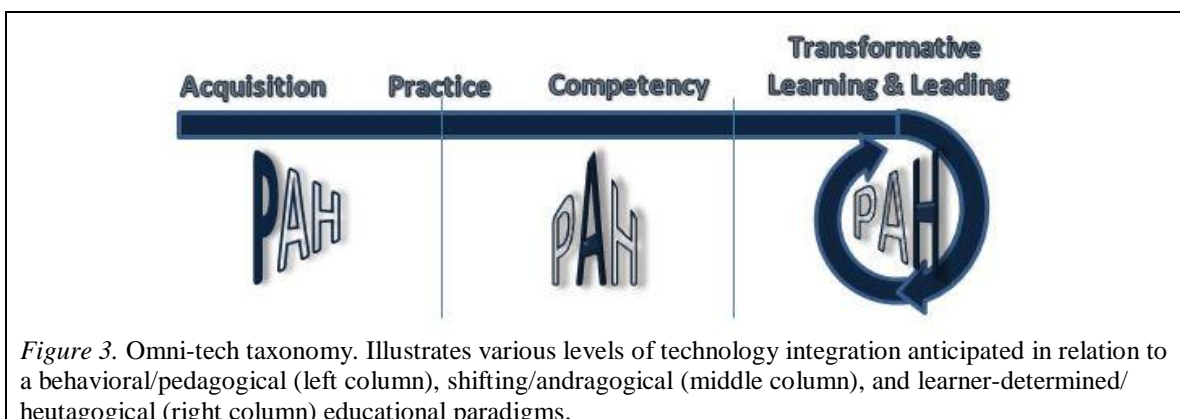 Transformative
Acquisition Practice Competency Learning & Leading
PAH PAH PAH
Figure 3. Omni-tech taxonomy. Illustrates various levels of technology integration anticipated in relation to
a behavioral/pedagogical (left column), shifting/andragogical (middle column), and learner-determined/
heutagogical (right column) educational paradigms.